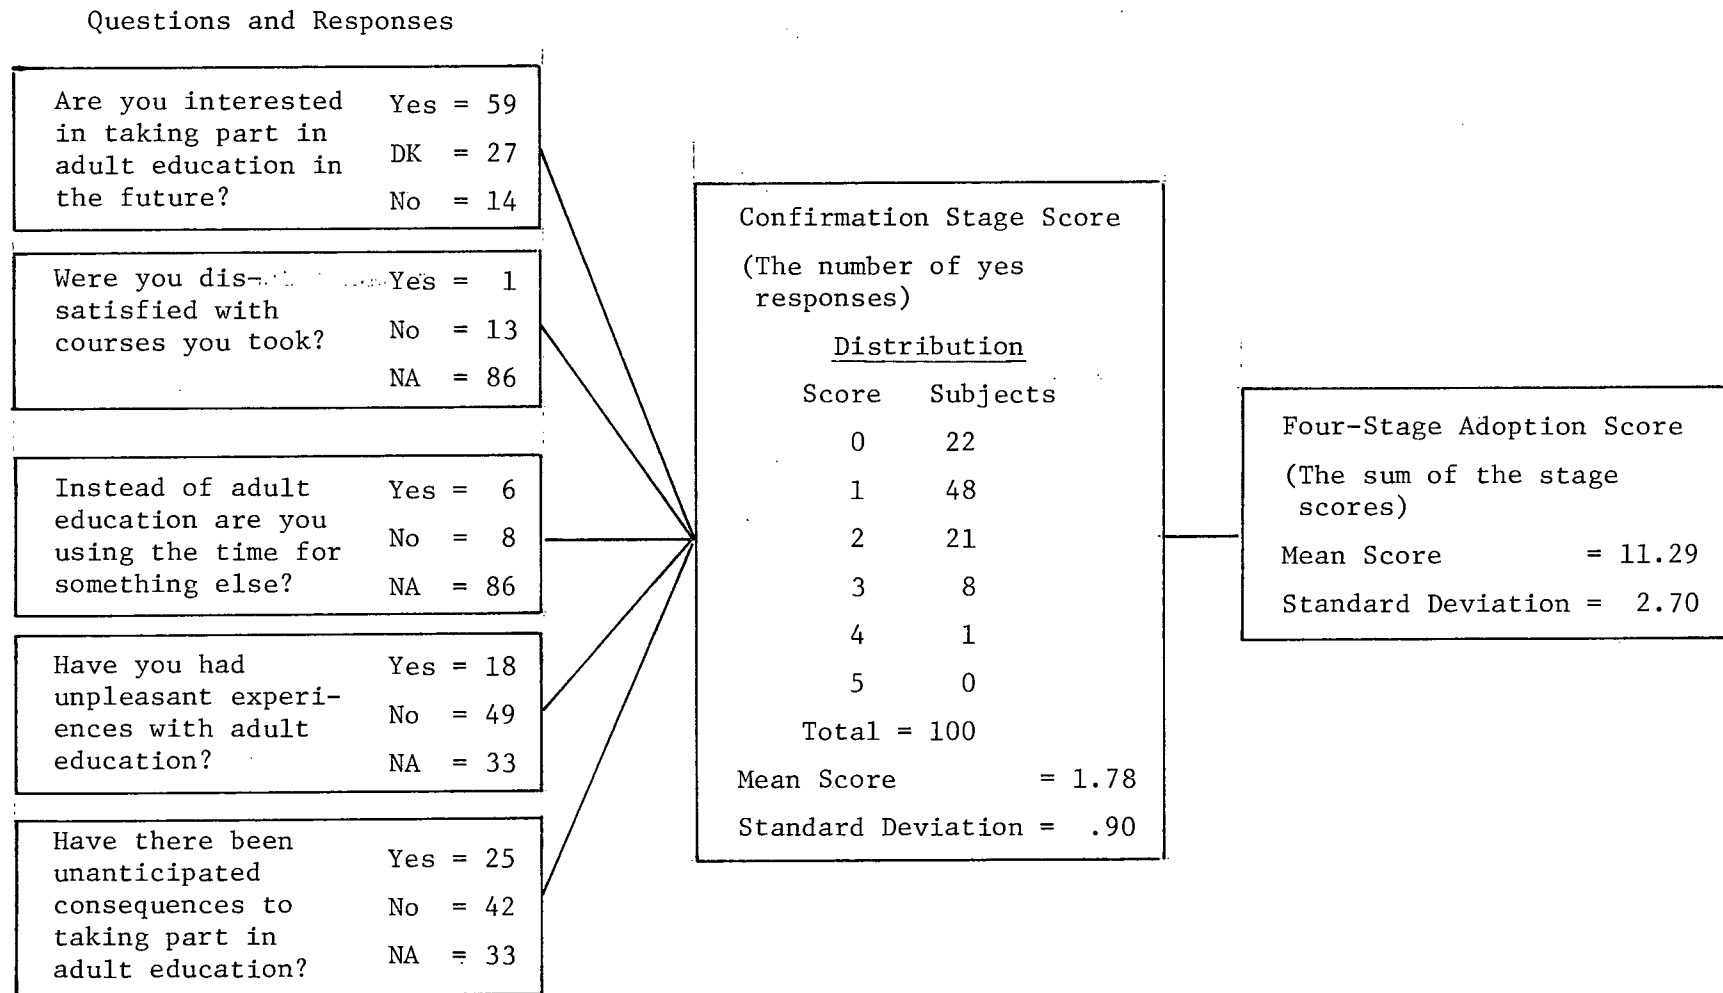 Questions and Responses
Are you interested
in taking part in
adult education in
the future?
Yes = 59
DK = 27
No = 14
Were you dis-
satisfied with
courses you took?
Yes = 1
No = 13
NA = 86
Instead of adult
education are you
using the time for
something else?
Yes = 6
No = 8
NA = 86
Have you had
unpleasant experi-
ences with adult
education?
Yes = 18
No = 49
NA = 33
Have there been
unanticipated
consequences to
taking part in
adult education?
Yes = 25
No = 42
NA = 33
Confirmation Stage Score
(The number of yes
responses)
Distribution
Score Subjects
0 22
1 48
2 21
3 8
4 1
5 0
Total = 100
Mean Score = 1.78
Standard Deviation = .90
Four-Stage Adoption Score
(The sum of the stage
scores)
Mean Score = 11.29
Standard Deviation = 2.70